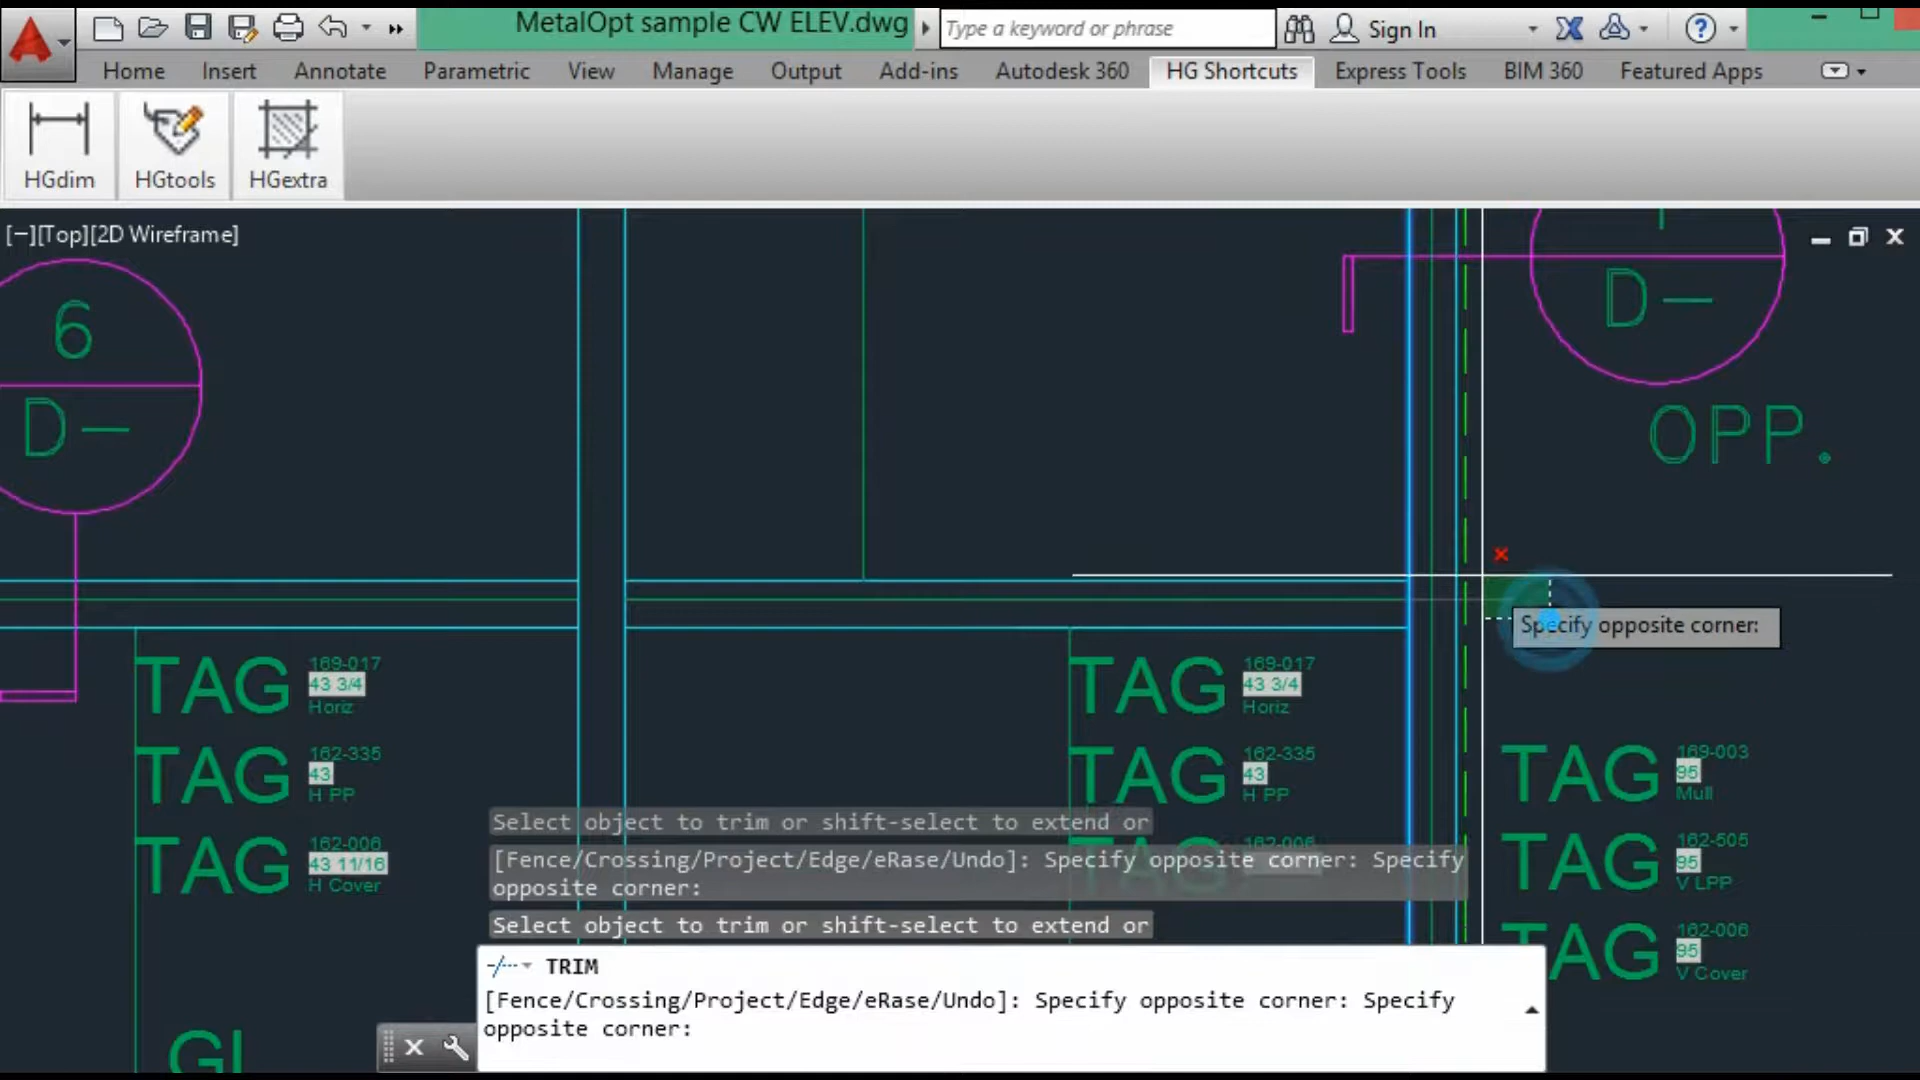 MetalOpt sample CW ELEV.dwg
Type a keyword or phrase
Sign In
Home Insert Annotate Parametric View Manage Output Add-ins Autodesk 360 HG Shortcuts Express Tools BIM 360 Featured Apps
HGdim HGtools HGextra
[−][Top][2D Wireframe]
6
D—
D—
OPP.
TAG 169-017
43 3/4
Horiz
TAG 162-335
43
H PP
TAG 162-006
43 11/16
H Cover
GL
TAG 169-017
43 3/4
Horiz
TAG 162-335
43
H PP
TAG 162-006
TAG 169-003
95
Mull
TAG 162-505
95
V LPP
TAG 162-006
95
V Cover
Specify opposite corner:
Select object to trim or shift-select to extend or
[Fence/Crossing/Project/Edge/eRase/Undo]: Specify opposite corner: Specify
opposite corner:
Select object to trim or shift-select to extend or
TRIM
[Fence/Crossing/Project/Edge/eRase/Undo]: Specify opposite corner: Specify
opposite corner: